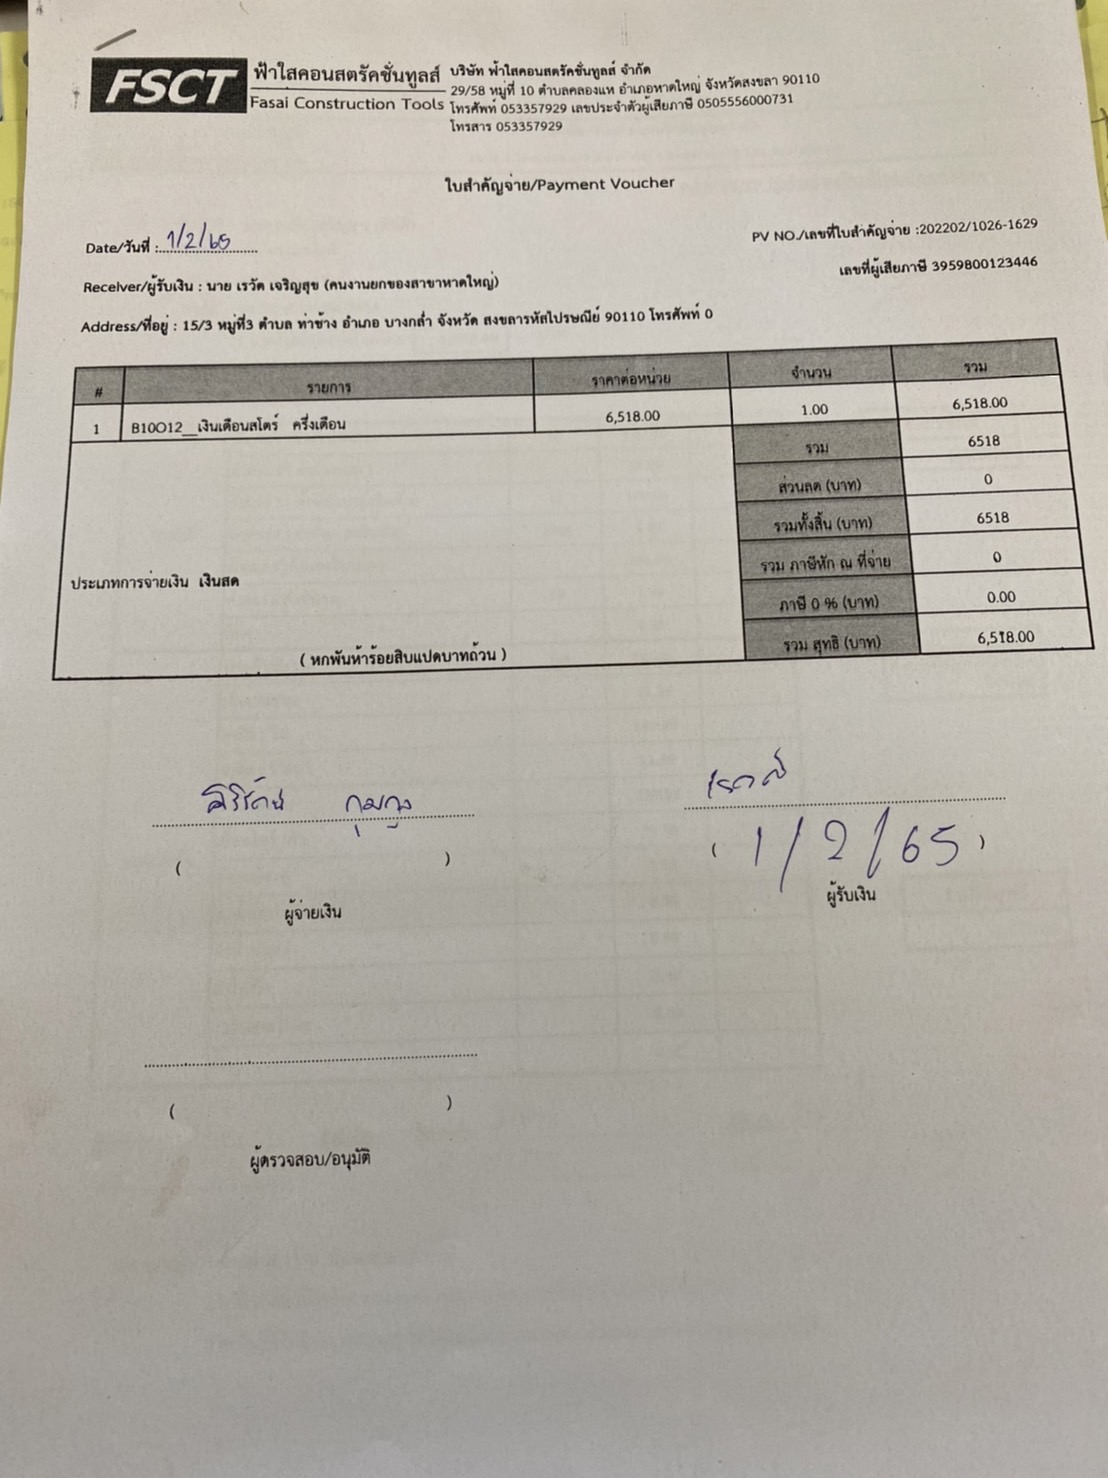 FSCT
ฟ้าใสคอนสตรัคชั่นทูลส์
Fasai Construction Tools
บริษัท ฟ้าใสคอนสตรัคชั่นทูลส์ จำกัด
29/58 หมู่ที่ 10 ตำบลคลองแห อำเภอหาดใหญ่ จังหวัดสงขลา 90110
โทรศัพท์ 053357929 เลขประจำตัวผู้เสียภาษี 0505556000731
โทรสาร 053357929
ใบสำคัญจ่าย/Payment Voucher
Date/วันที่ : 1/2/65
PV NO./เลขที่ใบสำคัญจ่าย :202202/1026-1629
Receiver/ผู้รับเงิน : นาย เรวัด เจริญสุข (คนงานยกของสาขาหาดใหญ่)
เลขที่ผู้เสียภาษี 3959800123446
Address/ที่อยู่ : 15/3 หมู่ที่3 ตำบล ท่าช้าง อำเภอ บางกล่ำ จังหวัด สงขลารหัสไปรษณีย์ 90110 โทรศัพท์ 0
# รายการ ราคาต่อหน่วย จำนวน รวม
1 B10O12__เงินเดือนสโตร์ ครึ่งเดือน 6,518.00 1.00 6,518.00
รวม 6518
ส่วนลด (บาท) 0
รวมทั้งสิ้น (บาท) 6518
รวม ภาษีหัก ณ ที่จ่าย 0
ประเภทการจ่ายเงิน เงินสด
ภาษี 0 % (บาท) 0.00
รวม สุทธิ (บาท) 6,518.00
( หกพันห้าร้อยสิบแปดบาทถ้วน )
( )
( 1/2/65 )
ผู้จ่ายเงิน
ผู้รับเงิน
( )
ผู้ตรวจสอบ/อนุมัติ